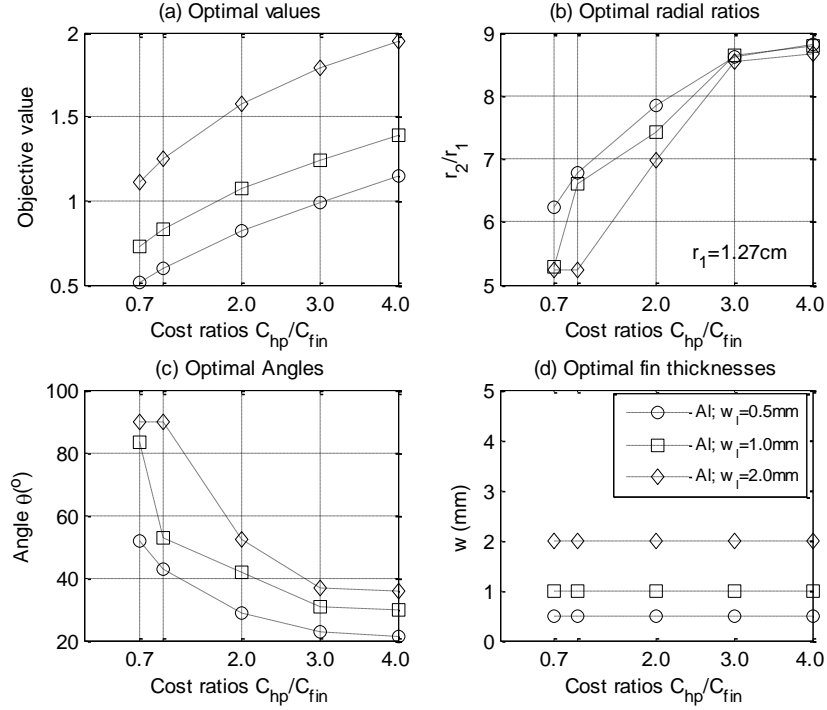 (a) Optimal values
Objective value
2
1.5
1
0.5
0.7 2.0 3.0 4.0
Cost ratios C_hp/C_fin
(b) Optimal radial ratios
r_2/r_1
9
8
7
6
5
r_1=1.27cm
0.7 2.0 3.0 4.0
Cost ratios C_hp/C_fin
(c) Optimal Angles
Angle θ(º)
100
80
60
40
20
0.7 2.0 3.0 4.0
Cost ratios C_hp/C_fin
(d) Optimal fin thicknesses
w (mm)
5
4
3
2
1
0
Al; w_l=0.5mm
Al; w_l=1.0mm
Al; w_l=2.0mm
0.7 2.0 3.0 4.0
Cost ratios C_hp/C_fin